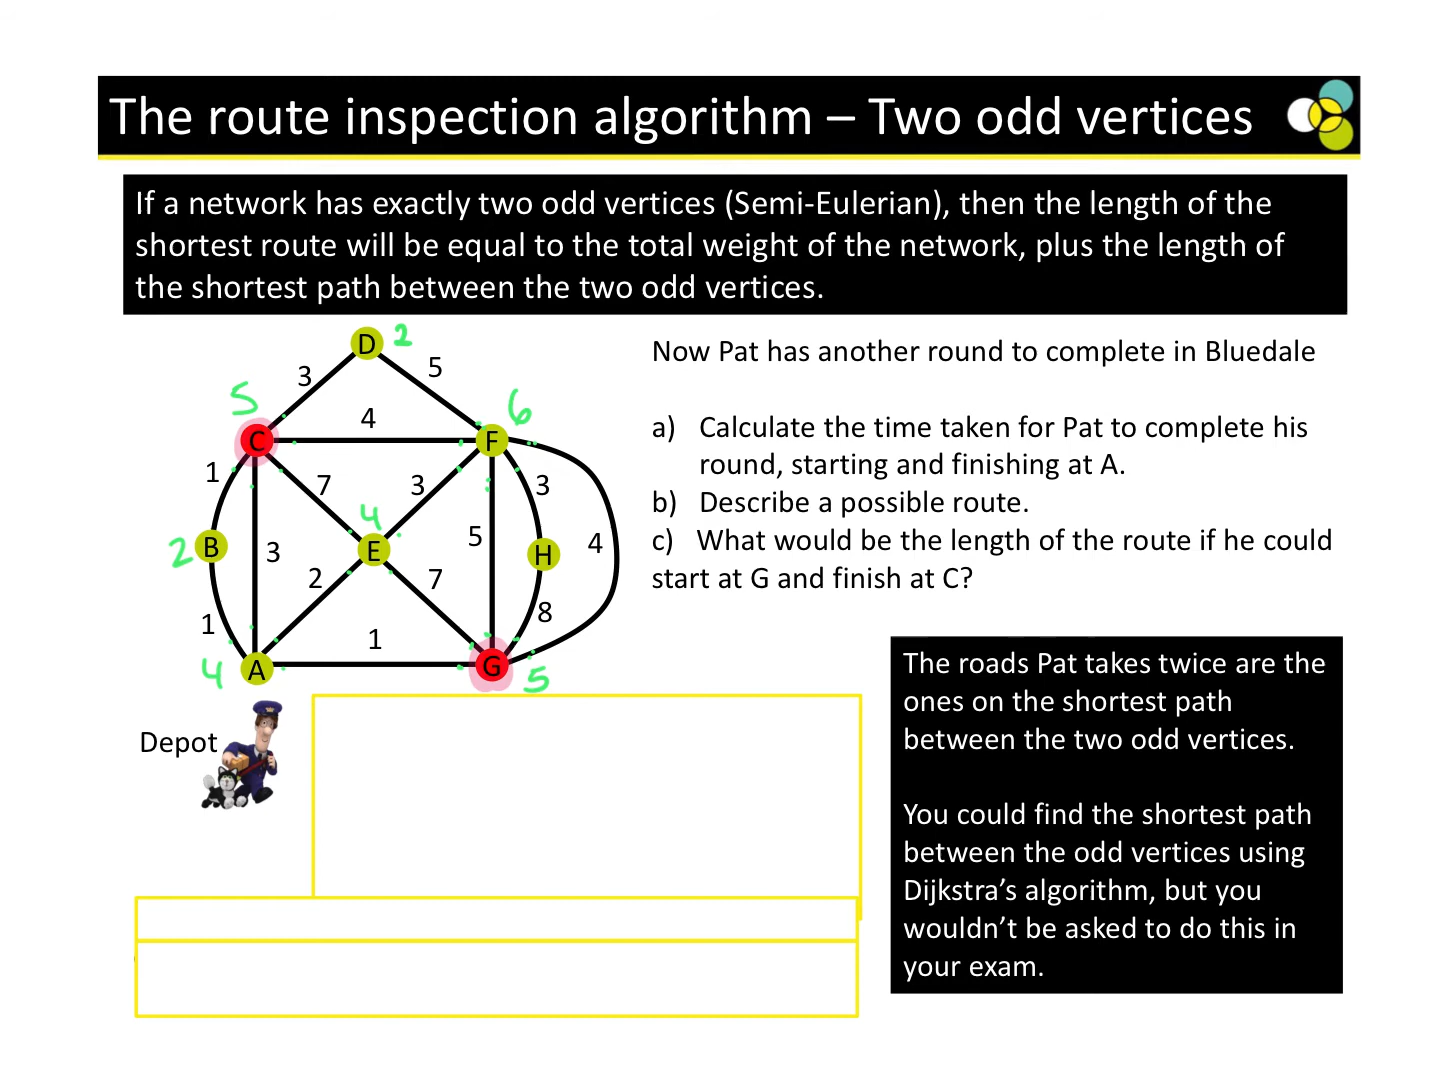 The route inspection algorithm – Two odd vertices
If a network has exactly two odd vertices (Semi-Eulerian), then the length of the
shortest route will be equal to the total weight of the network, plus the length of
the shortest path between the two odd vertices.
D 2
3 5
5 4 6
C F
1 7 3 3
4
2 B 3 E 5 H 4
2 7
1 1 8
4 A G 5
Depot
Now Pat has another round to complete in Bluedale
a) Calculate the time taken for Pat to complete his
round, starting and finishing at A.
b) Describe a possible route.
c) What would be the length of the route if he could
start at G and finish at C?
The roads Pat takes twice are the
ones on the shortest path
between the two odd vertices.
You could find the shortest path
between the odd vertices using
Dijkstra’s algorithm, but you
wouldn’t be asked to do this in
your exam.